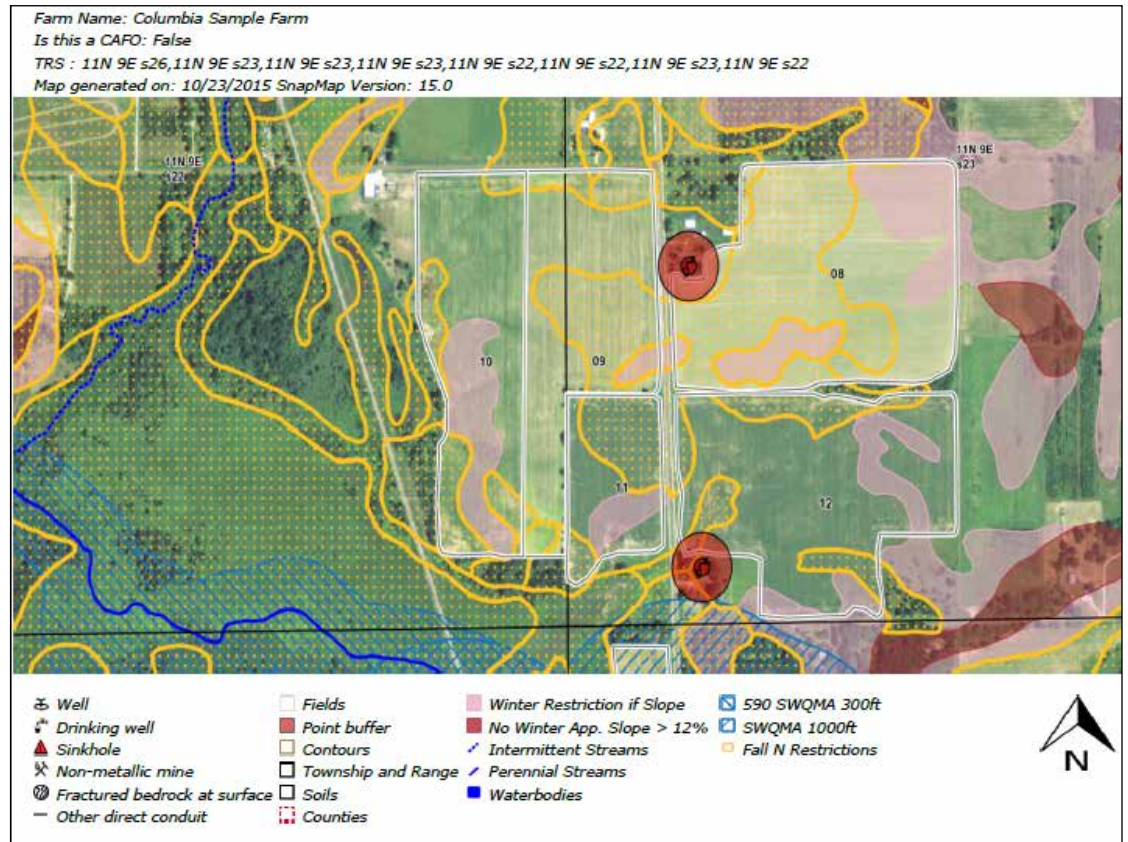 Farm Name: Columbia Sample Farm
Is this a CAFO: False
TRS : 11N 9E s26,11N 9E s23,11N 9E s23,11N 9E s23,11N 9E s22,11N 9E s22,11N 9E s23,11N 9E s22
Map generated on: 10/23/2015 SnapMap Version: 15.0
11N 9E
s22
11N 9E
s23
08
10
09
11
12
Well
Drinking well
Sinkhole
Non-metallic mine
Fractured bedrock at surface
Other direct conduit
Fields
Point buffer
Contours
Township and Range
Soils
Counties
Winter Restriction if Slope
No Winter App. Slope > 12%
Intermittent Streams
Perennial Streams
Waterbodies
590 SWQMA 300ft
SWQMA 1000ft
Fall N Restrictions
N